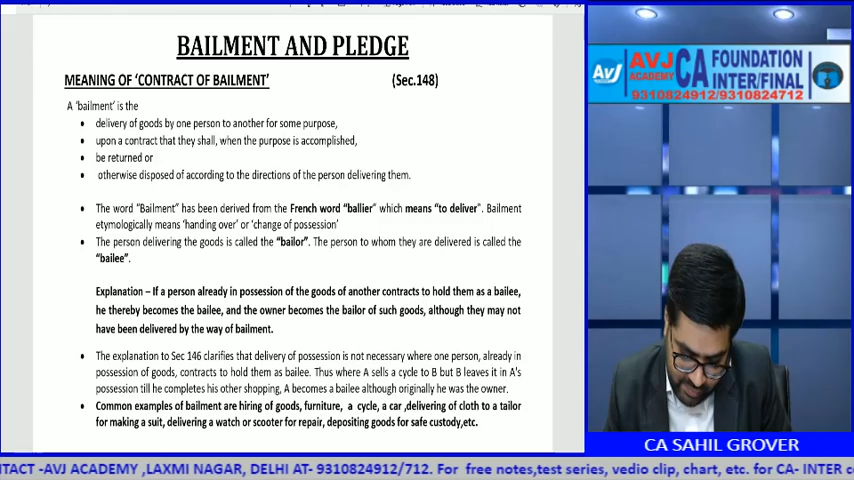 BAILMENT AND PLEDGE
MEANING OF ‘CONTRACT OF BAILMENT’ (Sec.148)
A ‘bailment’ is the
• delivery of goods by one person to another for some purpose,
• upon a contract that they shall, when the purpose is accomplished,
• be returned or
• otherwise disposed of according to the directions of the person delivering them.
• The word “Bailment” has been derived from the French word “ballier” which means “to deliver”. Bailment
etymologically means ‘handing over’ or ‘change of possession’
• The person delivering the goods is called the “bailor”. The person to whom they are delivered is called the
“bailee”.
Explanation – If a person already in possession of the goods of another contracts to hold them as a bailee,
he thereby becomes the bailee, and the owner becomes the bailor of such goods, although they may not
have been delivered by the way of bailment.
• The explanation to Sec 146 clarifies that delivery of possession is not necessary where one person, already in
possession of goods, contracts to hold them as bailee. Thus where A sells a cycle to B but B leaves it in A's
possession till he completes his other shopping, A becomes a bailee although originally he was the owner.
• Common examples of bailment are hiring of goods, furniture, a cycle, a car ,delivering of cloth to a tailor
for making a suit, delivering a watch or scooter for repair, depositing goods for safe custody,etc.
AVJ
AVJ
ACADEMY
CA FOUNDATION
INTER/FINAL
9310824912/9310824712
CA SAHIL GROVER
NTACT -AVJ ACADEMY ,LAXMI NAGAR, DELHI AT- 9310824912/712. For free notes,test series, vedio clip, chart, etc. for CA- INTER c